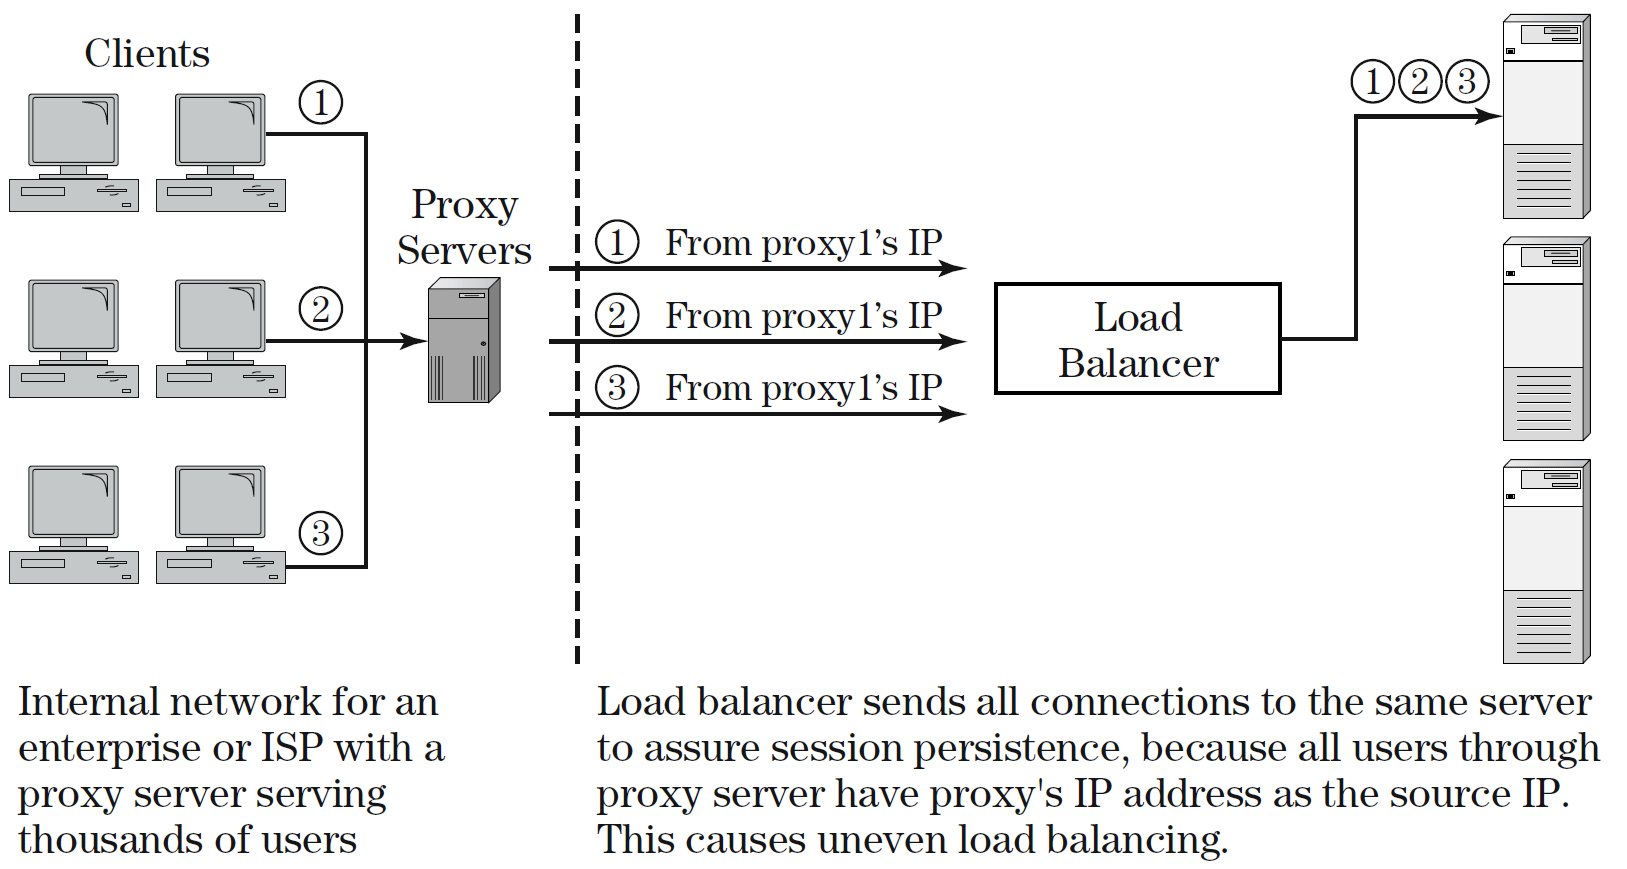 Clients
①
②
③
Proxy
Servers
① From proxy1’s IP
② From proxy1’s IP
③ From proxy1’s IP
Load
Balancer
①②③
Internal network for an
enterprise or ISP with a
proxy server serving
thousands of users
Load balancer sends all connections to the same server
to assure session persistence, because all users through
proxy server have proxy's IP address as the source IP.
This causes uneven load balancing.